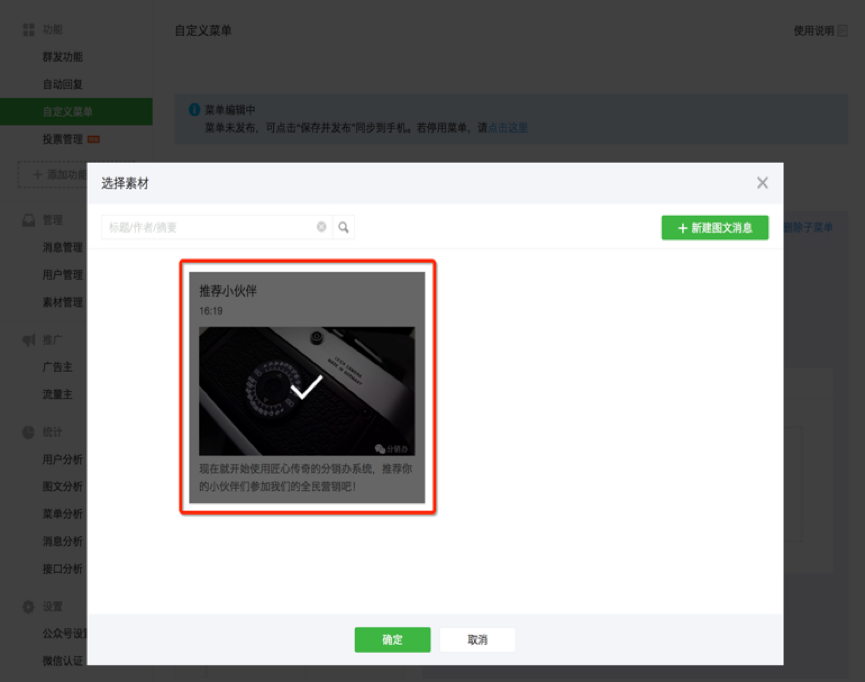 功能
自定义菜单
使用说明
群发功能
自动回复
自定义菜单
菜单编辑中
菜单未发布，可点击“保存并发布”同步到手机。若停用菜单，请点击这里
投票管理
+ 添加功能
选择素材
管理
标题/作者/摘要
+ 新建图文消息
删除子菜单
消息管理
用户管理
素材管理
推荐小伙伴
16:19
推广
广告主
流量主
LEICA CAMERA
MADE IN GERMANY
分销办
统计
用户分析
现在就开始使用匠心传奇的分销办系统，推荐你
的小伙伴们参加我们的全民营销吧！
图文分析
菜单分析
消息分析
接口分析
设置
公众号设
确定
取消
微信认证